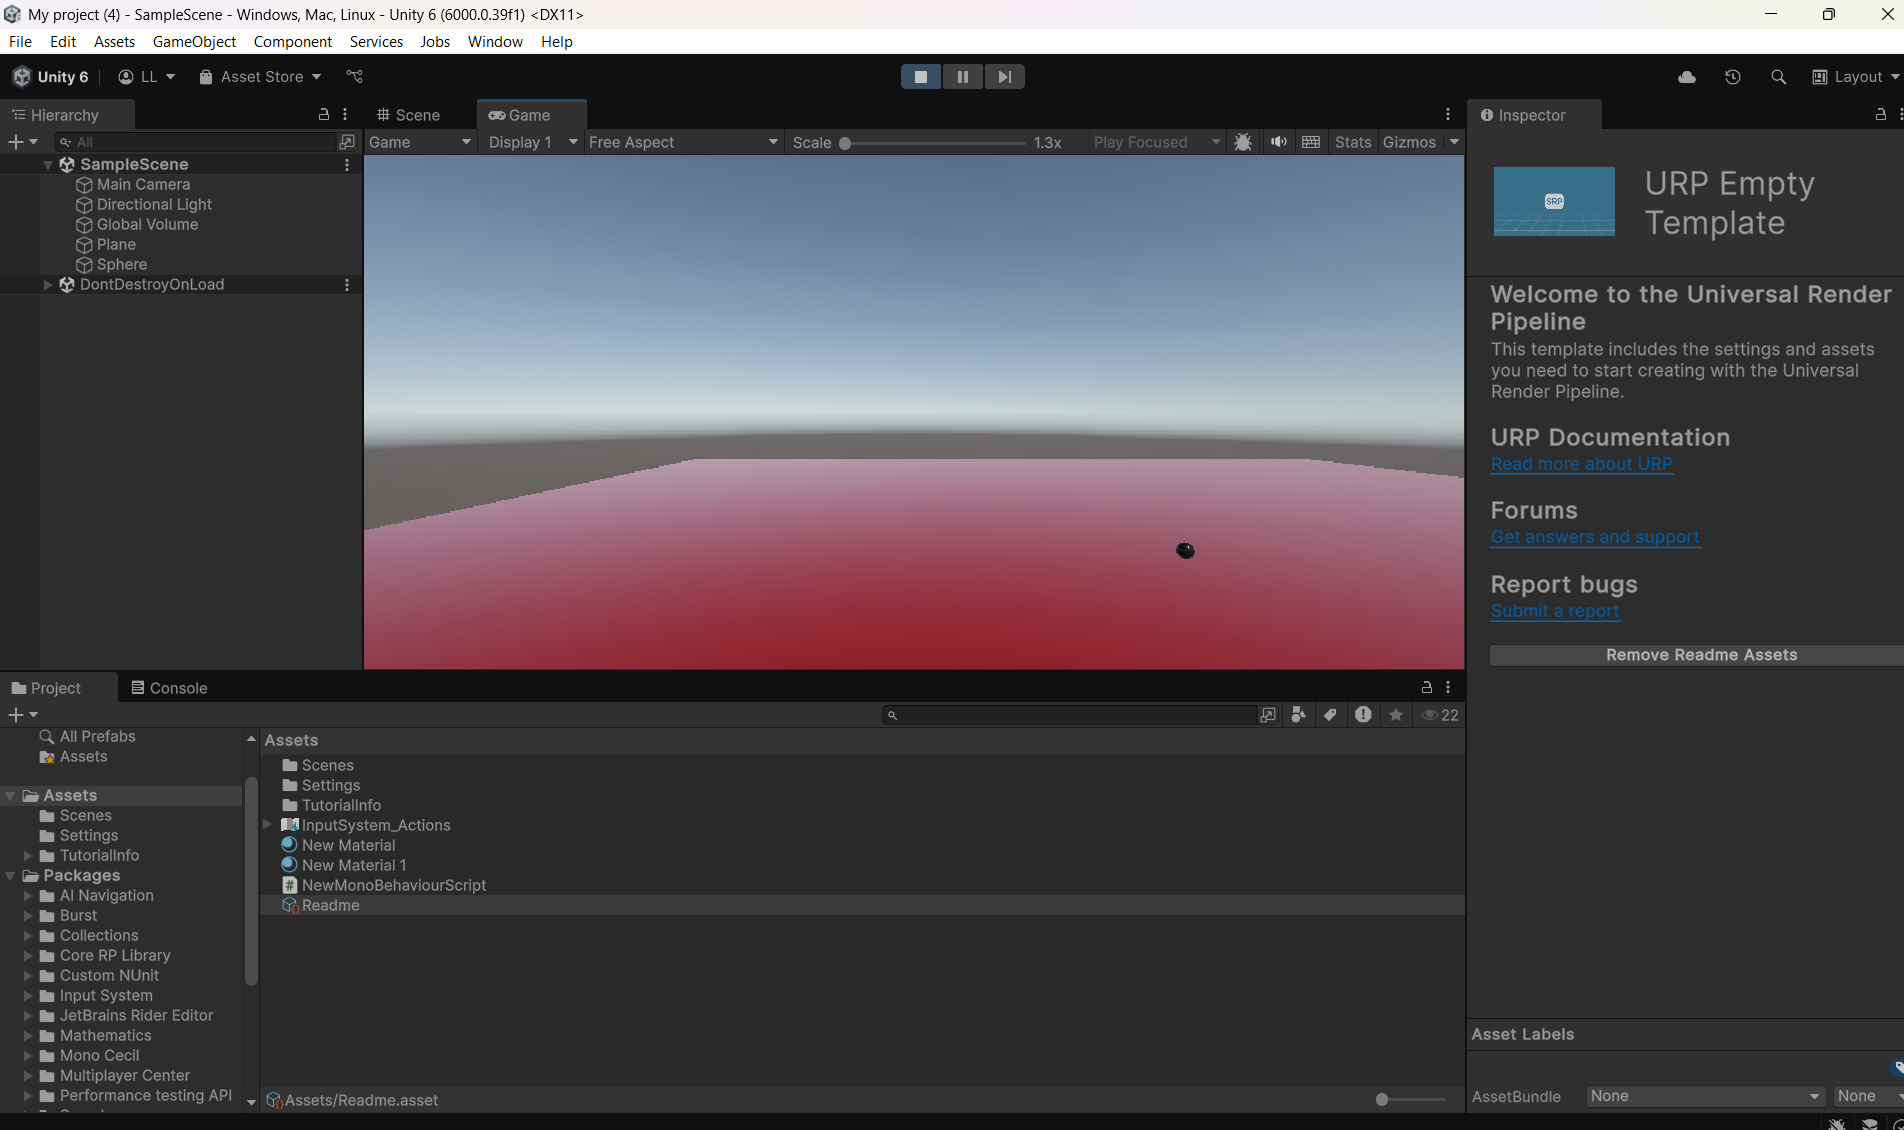 My project (4) - SampleScene - Windows, Mac, Linux - Unity 6 (6000.0.39f1) <DX11>
File Edit Assets GameObject Component Services Jobs Window Help
Unity 6 LL Asset Store Layout
Hierarchy
All
SampleScene
Main Camera
Directional Light
Global Volume
Plane
Sphere
DontDestroyOnLoad
Scene Game
Game Display 1 Free Aspect Scale 1.3x Play Focused Stats Gizmos
Inspector
SRP
URP Empty
Template
Welcome to the Universal Render
Pipeline
This template includes the settings and assets
you need to start creating with the Universal
Render Pipeline.
URP Documentation
Read more about URP
Forums
Get answers and support
Report bugs
Submit a report
Remove Readme Assets
Asset Labels
AssetBundle None None
Project Console
22
All Prefabs
Assets
Assets
Scenes
Settings
TutorialInfo
Packages
AI Navigation
Burst
Collections
Core RP Library
Custom NUnit
Input System
JetBrains Rider Editor
Mathematics
Mono Cecil
Multiplayer Center
Performance testing API
Assets
Scenes
Settings
TutorialInfo
InputSystem_Actions
New Material
New Material 1
NewMonoBehaviourScript
Readme
Assets/Readme.asset